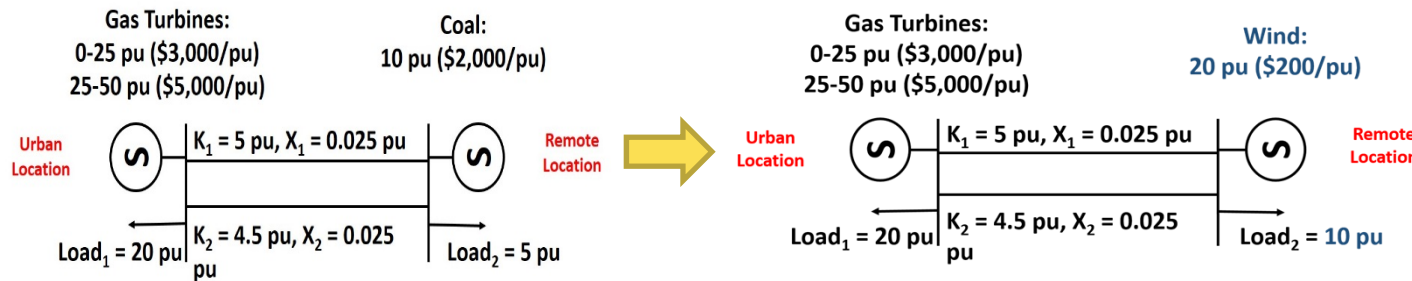 Gas Turbines:
0-25 pu ($3,000/pu)
25-50 pu ($5,000/pu)
Coal:
10 pu ($2,000/pu)
Urban
Location
S
K₁ = 5 pu, X₁ = 0.025 pu
S
Remote
Location
Load₁ = 20 pu
K₂ = 4.5 pu, X₂ = 0.025
pu
Load₂ = 5 pu
Gas Turbines:
0-25 pu ($3,000/pu)
25-50 pu ($5,000/pu)
Wind:
20 pu ($200/pu)
Urban
Location
S
K₁ = 5 pu, X₁ = 0.025 pu
S
Remote
Location
Load₁ = 20 pu
K₂ = 4.5 pu, X₂ = 0.025
pu
Load₂ = 10 pu